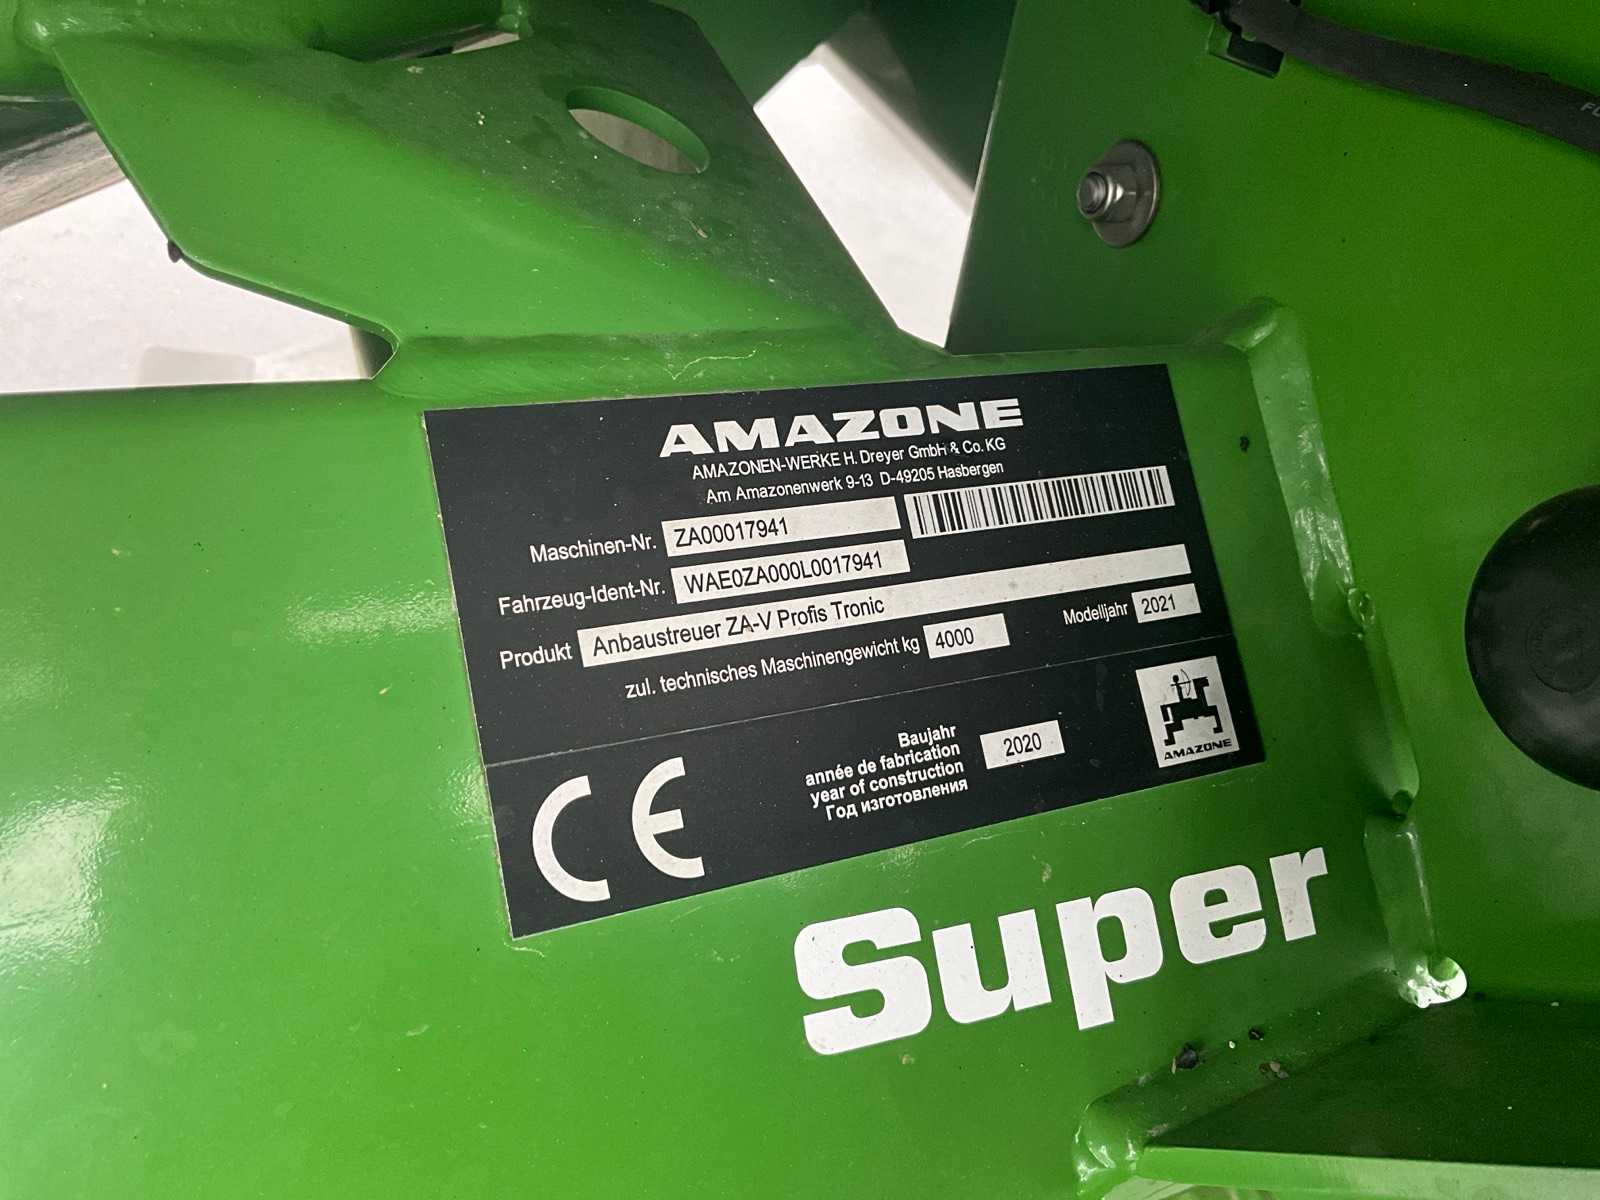 AMAZONE
AMAZONEN-WERKE H. Dreyer GmbH & Co. KG
Am Amazonenwerk 9-13 D-49205 Hasbergen
Maschinen-Nr. ZA00017941
Fahrzeug-Ident-Nr. WAE0ZA000L0017941
Produkt Anbaustreuer ZA-V Profis Tronic
zul. technisches Maschinengewicht kg 4000 Modelljahr 2021
CE
Baujahr
année de fabrication
year of construction
Год изготовления
2020
AMAZONE
Super